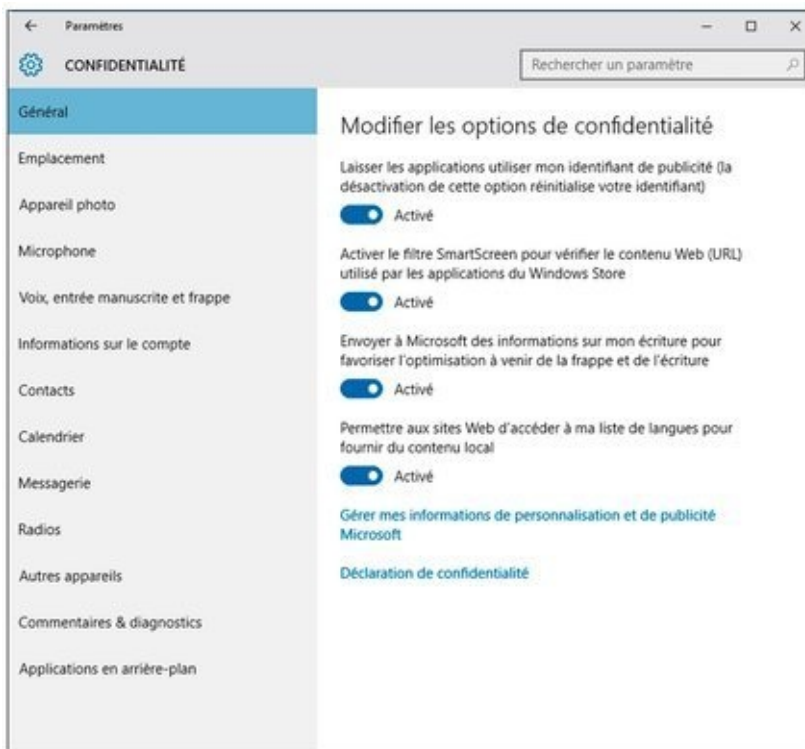 Paramètres
CONFIDENTIALITÉ
Rechercher un paramètre
Général
Emplacement
Appareil photo
Microphone
Voix, entrée manuscrite et frappe
Informations sur le compte
Contacts
Calendrier
Messagerie
Radios
Autres appareils
Commentaires & diagnostics
Applications en arrière-plan
Modifier les options de confidentialité
Laisser les applications utiliser mon identifiant de publicité (la
désactivation de cette option réinitialise votre identifiant)
Activé
Activer le filtre SmartScreen pour vérifier le contenu Web (URL)
utilisé par les applications du Windows Store
Activé
Envoyer à Microsoft des informations sur mon écriture pour
favoriser l'optimisation à venir de la frappe et de l'écriture
Activé
Permettre aux sites Web d'accéder à ma liste de langues pour
fournir du contenu local
Activé
Gérer mes informations de personnalisation et de publicité
Microsoft
Déclaration de confidentialité